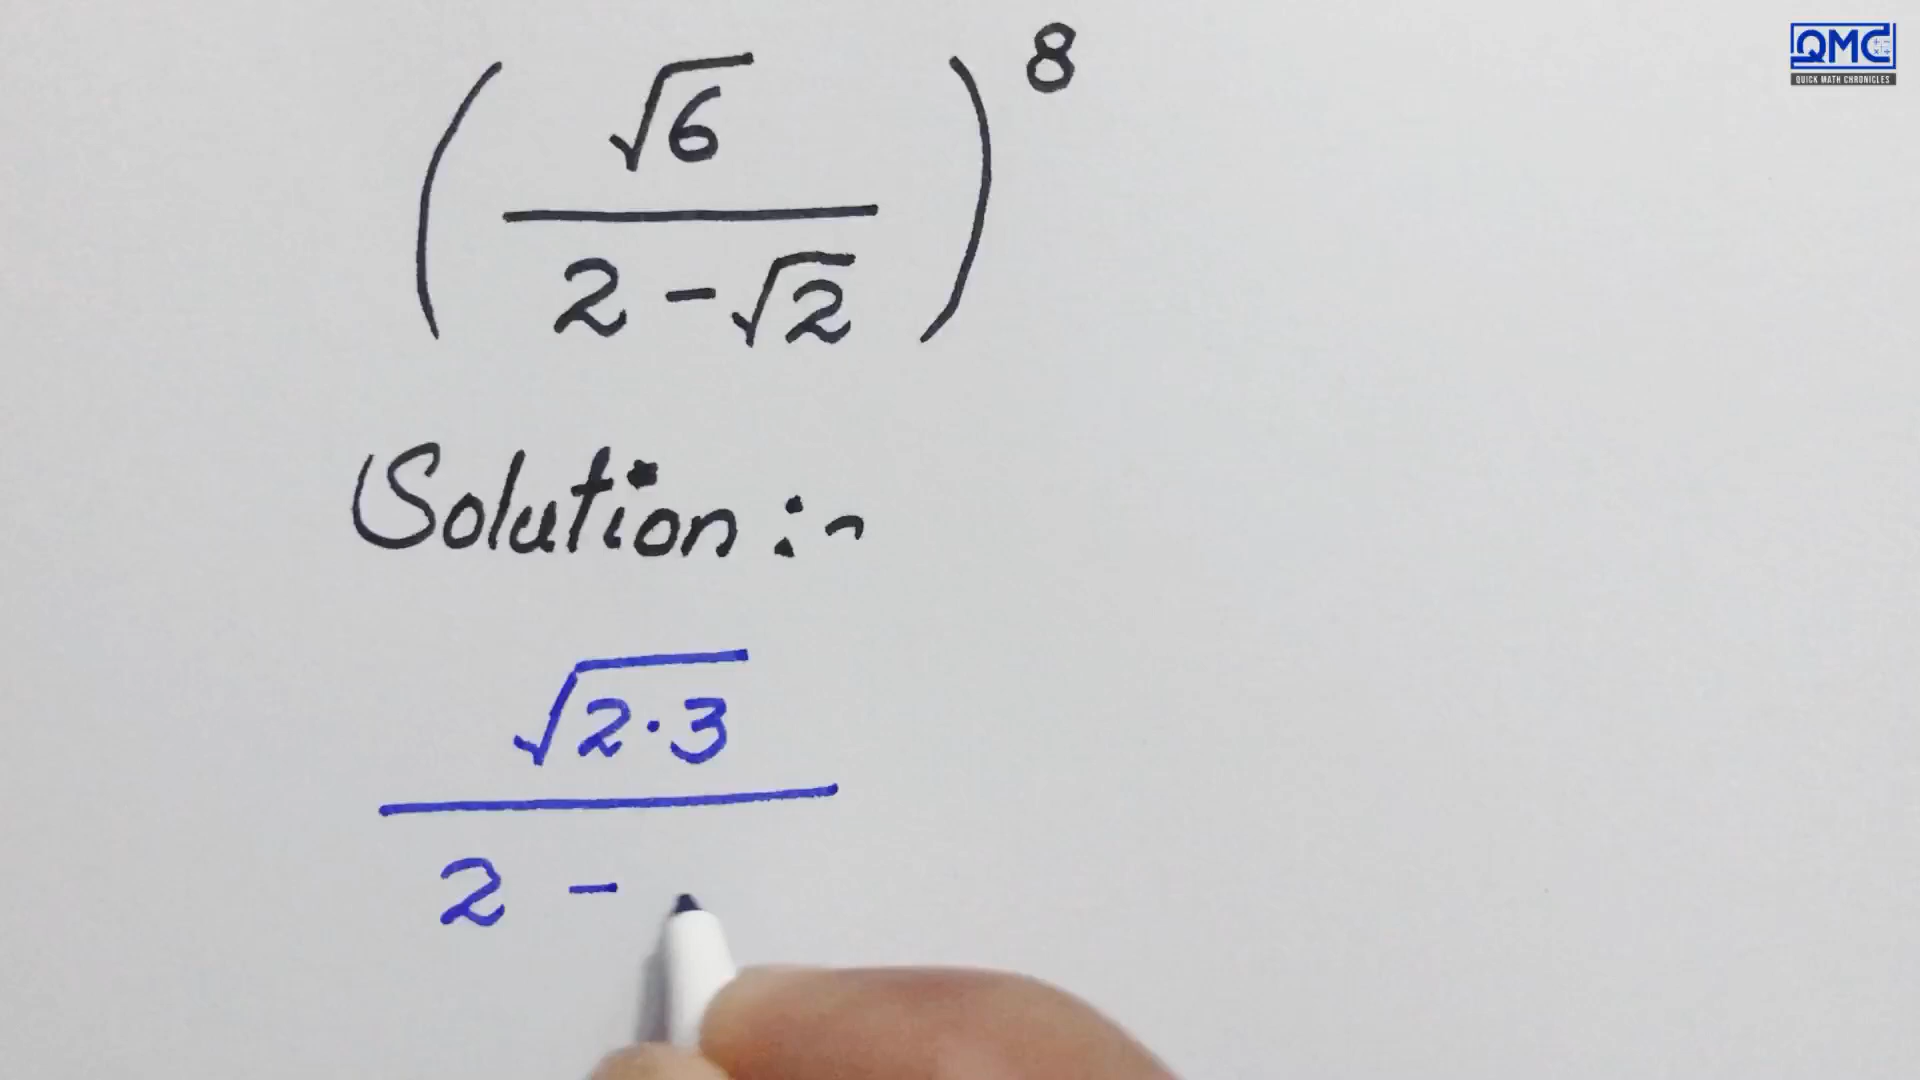 (√6 / 2 - √2)^8
QMC
QUICK MATH CHRONICLES
Solution :-
√2·3
2 -